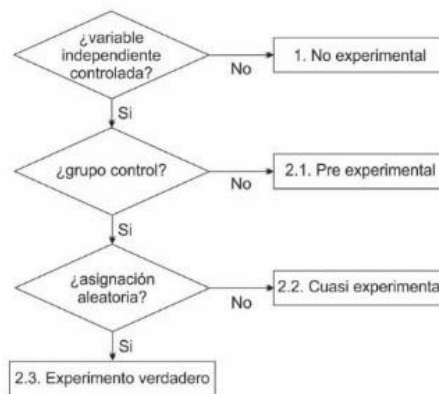 ¿variable
independiente
controlada?
No
1. No experimental
Si
¿grupo control?
No
2.1. Pre experimental
Si
¿asignación
aleatoria?
No
2.2. Cuasi experimental
Si
2.3. Experimento verdadero